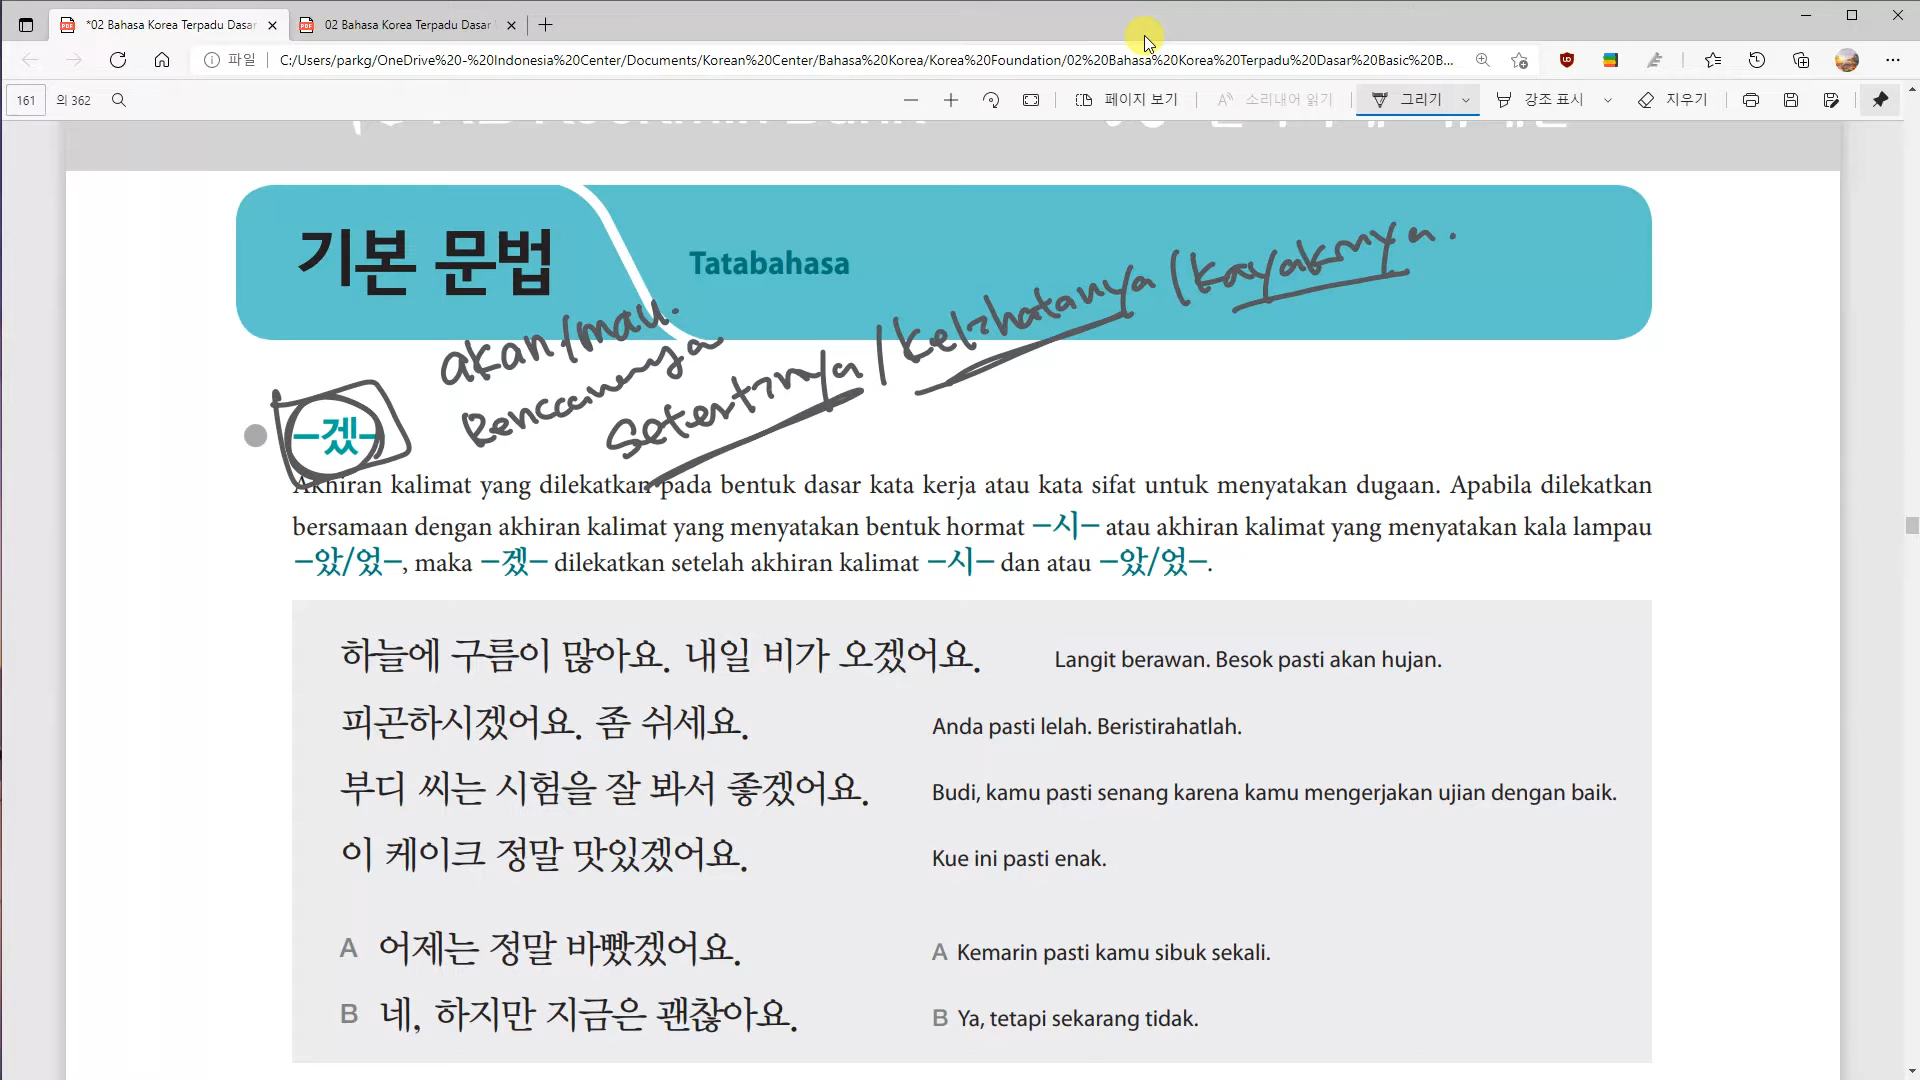 *02 Bahasa Korea Terpadu Dasar
02 Bahasa Korea Terpadu Dasar
파일
C:/Users/parkg/OneDrive%20-%20Indonesia%20Center/Documents/Korean%20Center/Bahasa%20Korea/Korea%20Foundation/02%20Bahasa%20Korea%20Terpadu%20Dasar%20Basic%20B...
161 의 362
페이지 보기
소리내어 읽기
그리기
강조 표시
지우기
기본 문법
Tatabahasa
akan/mau.
Rencananya
Setertinya/Kelihatanya/Kayaknya.
-겠-
Akhiran kalimat yang dilekatkan pada bentuk dasar kata kerja atau kata sifat untuk menyatakan dugaan. Apabila dilekatkan
bersamaan dengan akhiran kalimat yang menyatakan bentuk hormat -시- atau akhiran kalimat yang menyatakan kala lampau
-았/었-, maka -겠- dilekatkan setelah akhiran kalimat -시- dan atau -았/었-.
하늘에 구름이 많아요. 내일 비가 오겠어요. Langit berawan. Besok pasti akan hujan.
피곤하시겠어요. 좀 쉬세요. Anda pasti lelah. Beristirahatlah.
부디 씨는 시험을 잘 봐서 좋겠어요. Budi, kamu pasti senang karena kamu mengerjakan ujian dengan baik.
이 케이크 정말 맛있겠어요. Kue ini pasti enak.
A 어제는 정말 바빴겠어요. A Kemarin pasti kamu sibuk sekali.
B 네, 하지만 지금은 괜찮아요. B Ya, tetapi sekarang tidak.